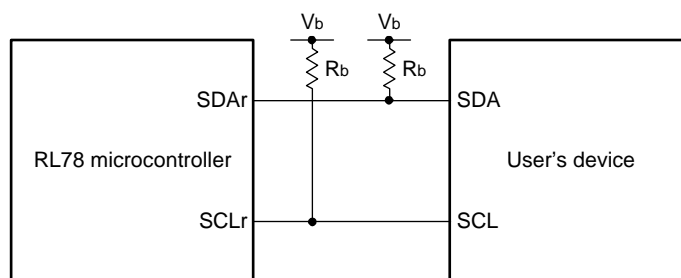 Vb Vb
Rb Rb
SDAr SDA
RL78 microcontroller User's device
SCLr SCL